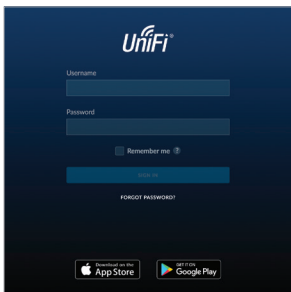 UniFi®
Username
Password
Remember me ?
SIGN IN
FORGOT PASSWORD?
Download on the
App Store
GET IT ON
Google Play